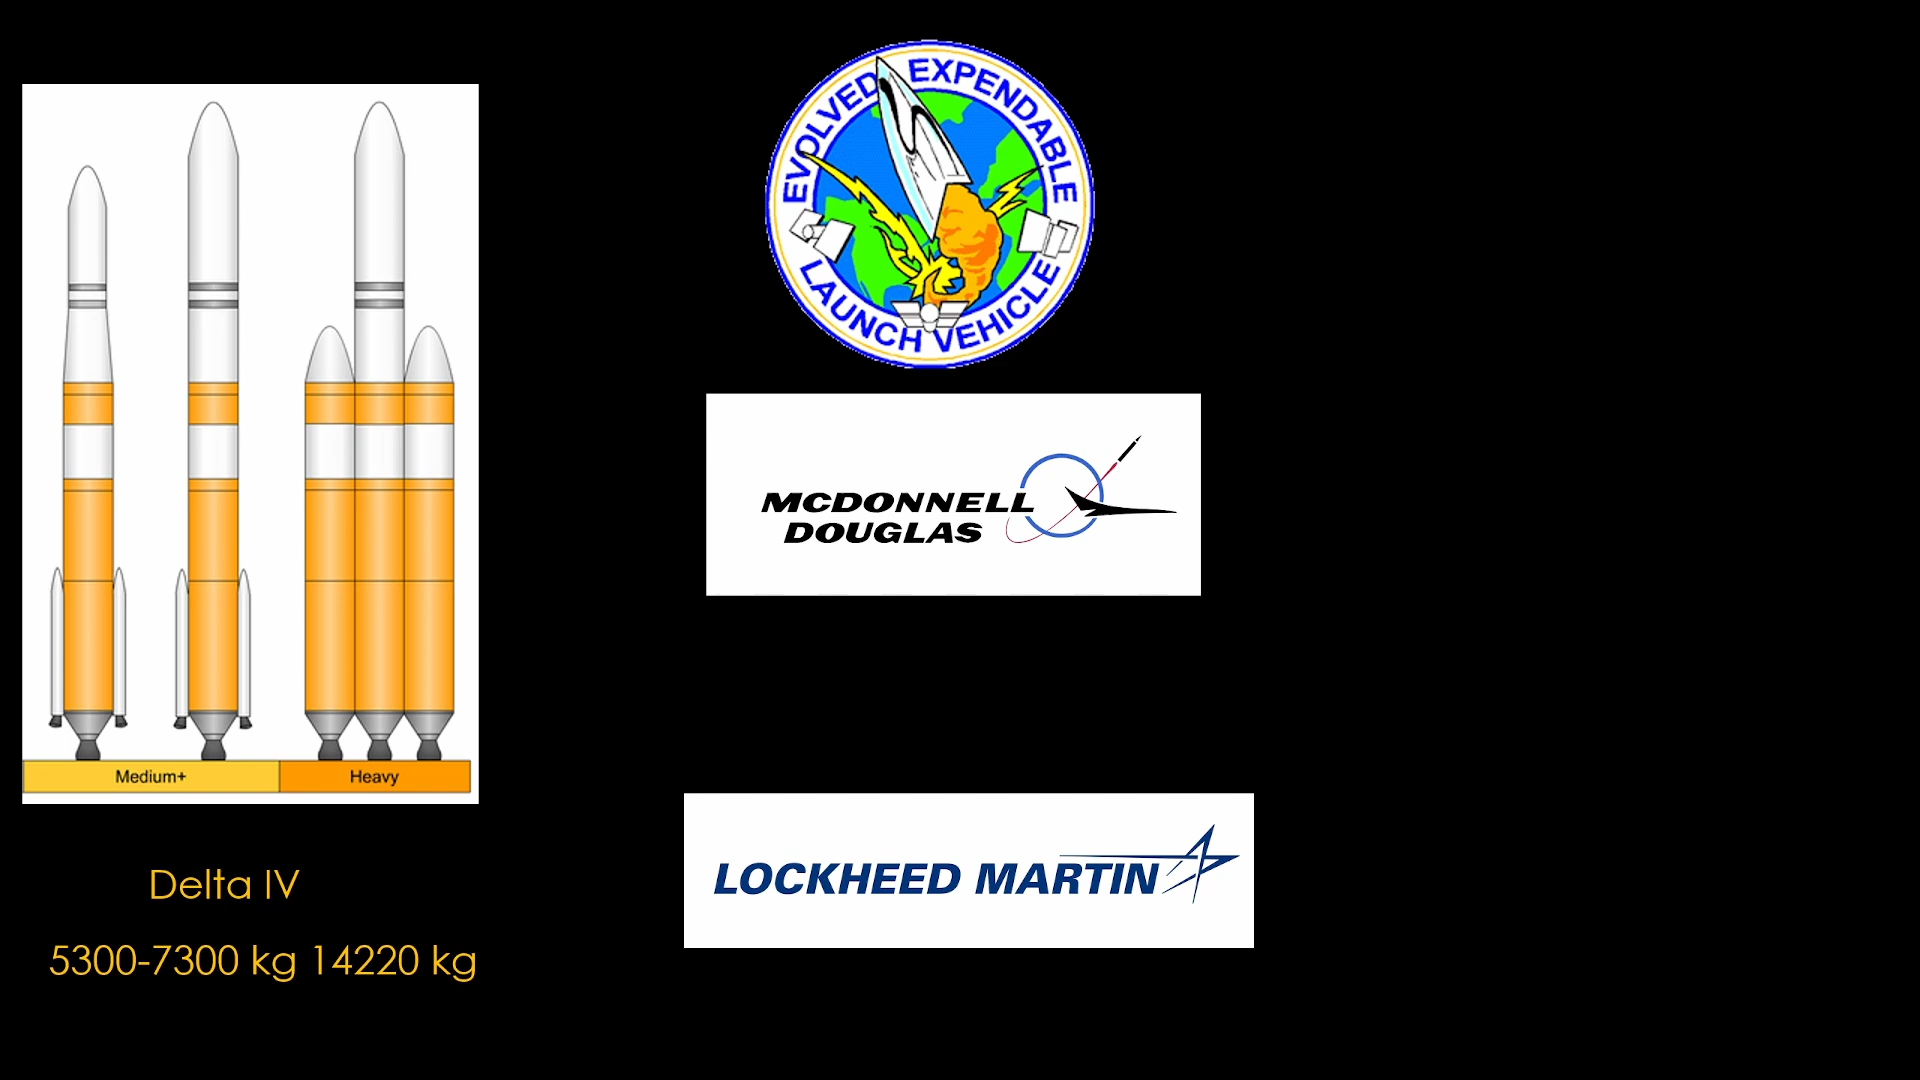 EVOLVED EXPENDABLE
LAUNCH VEHICLE
MCDONNELL
DOUGLAS
LOCKHEED MARTIN
Medium+ Heavy
Delta IV
5300-7300 kg 14220 kg